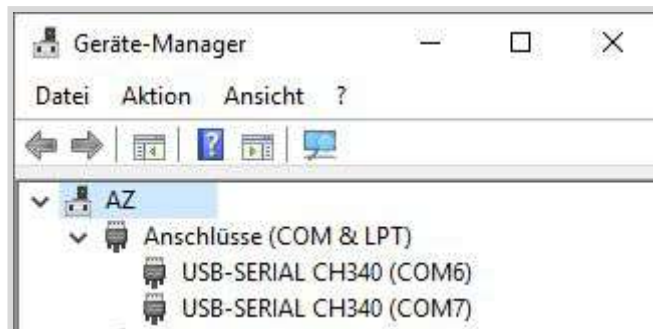 Geräte-Manager
Datei Aktion Ansicht ?
AZ
Anschlüsse (COM & LPT)
USB-SERIAL CH340 (COM6)
USB-SERIAL CH340 (COM7)